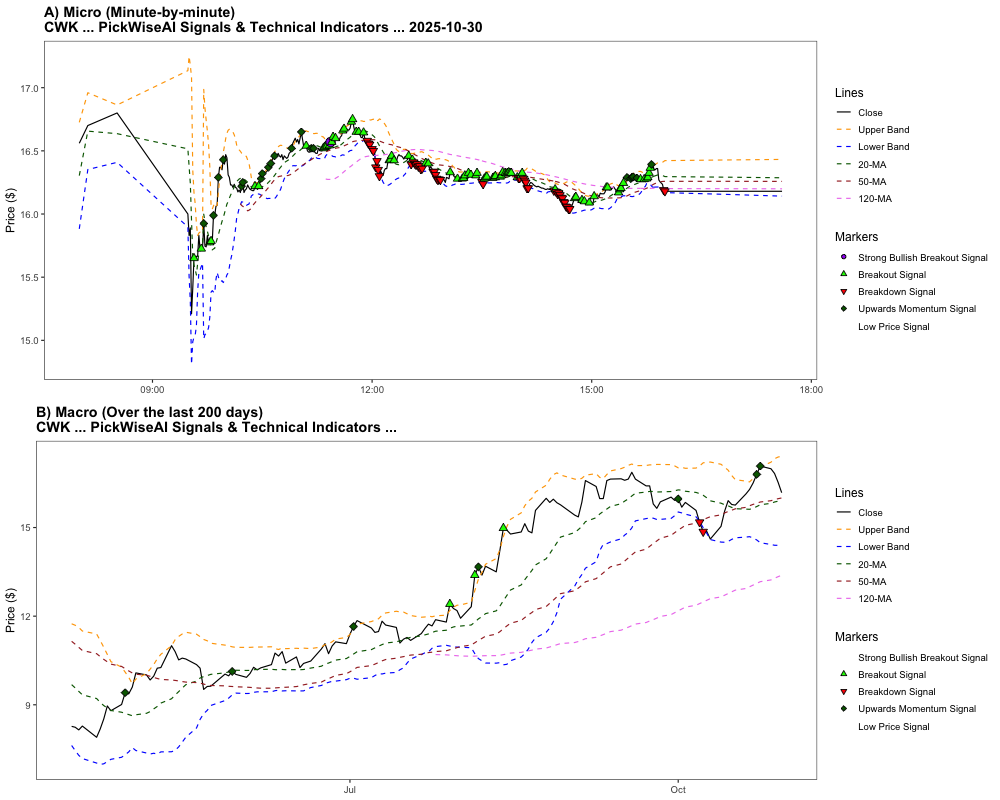 A) Micro (Minute-by-minute)
CWK ... PickWiseAI Signals & Technical Indicators ... 2025-10-30
Price ($)
17.0
16.5
16.0
15.5
15.0
09:00
12:00
15:00
18:00
Lines
Close
Upper Band
Lower Band
20-MA
50-MA
120-MA
Markers
Strong Bullish Breakout Signal
Breakout Signal
Breakdown Signal
Upwards Momentum Signal
Low Price Signal
B) Macro (Over the last 200 days)
CWK ... PickWiseAI Signals & Technical Indicators ...
Price ($)
15
12
9
Jul
Oct
Lines
Close
Upper Band
Lower Band
20-MA
50-MA
120-MA
Markers
Strong Bullish Breakout Signal
Breakout Signal
Breakdown Signal
Upwards Momentum Signal
Low Price Signal